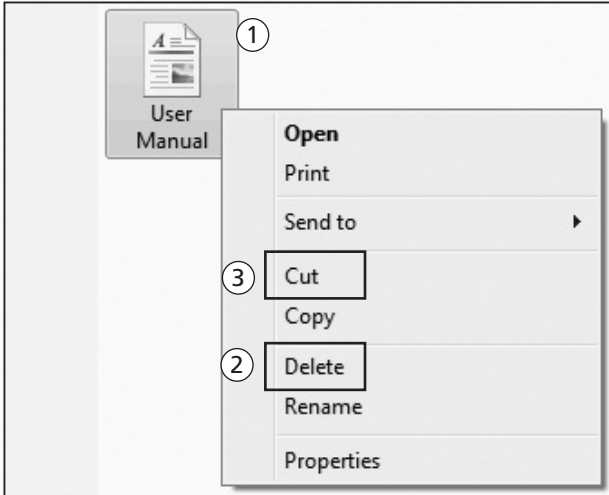 ①
User
Manual
Open
Print
Send to
③ Cut
Copy
② Delete
Rename
Properties